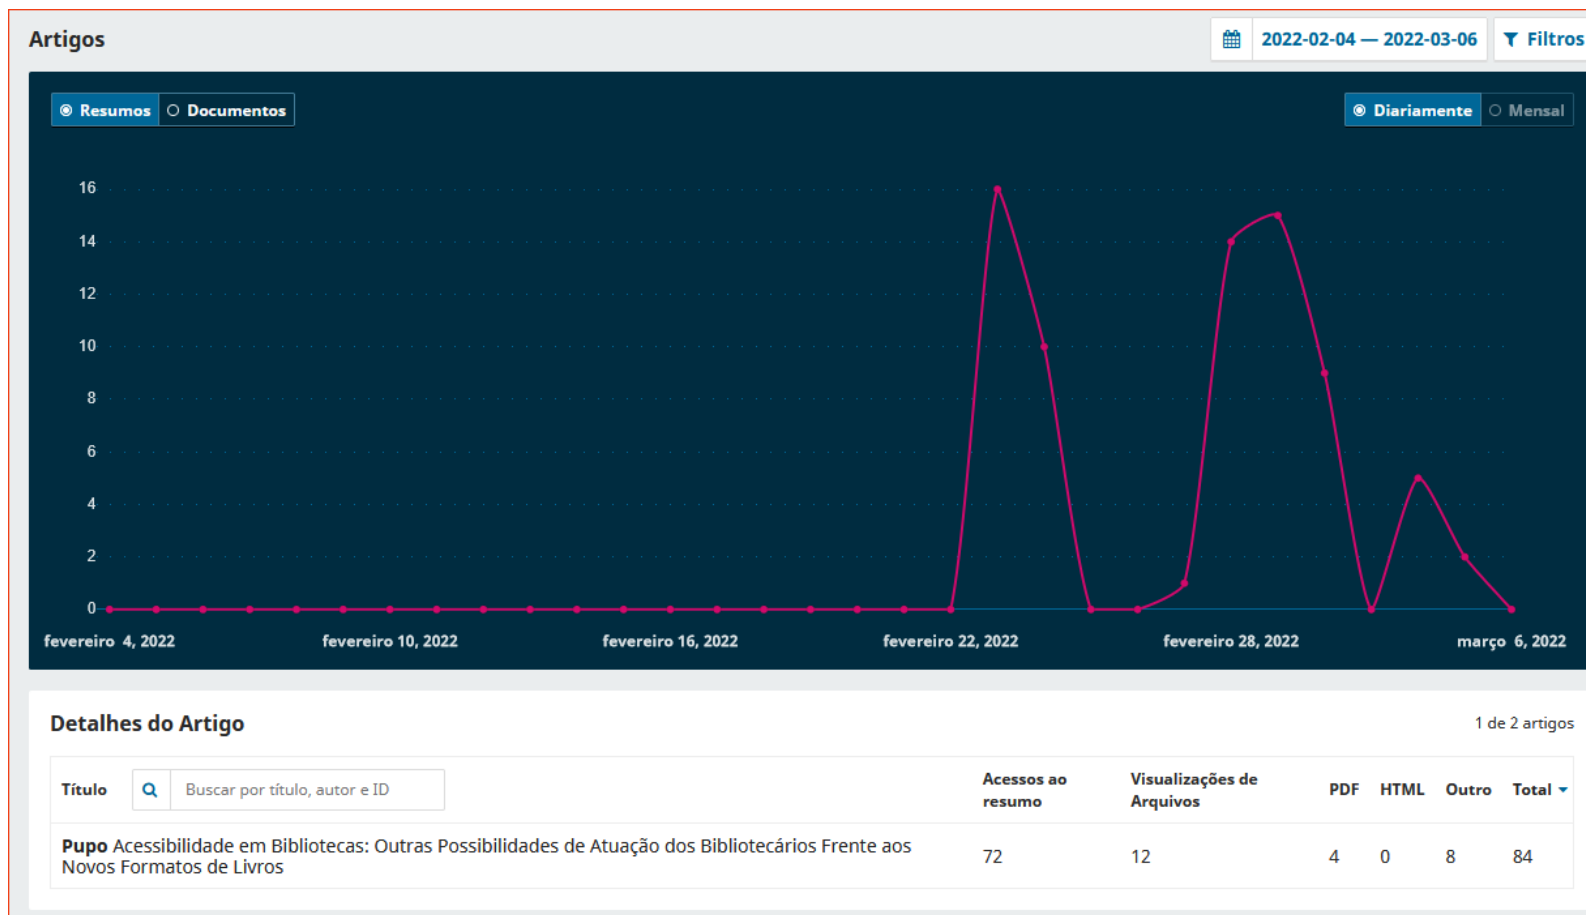 Artigos
2022-02-04 — 2022-03-06
Filtros
Resumos
Documentos
Diariamente
Mensal
16
14
12
10
8
6
4
2
0
fevereiro 4, 2022
fevereiro 10, 2022
fevereiro 16, 2022
fevereiro 22, 2022
fevereiro 28, 2022
março 6, 2022
Detalhes do Artigo
1 de 2 artigos
Título
Buscar por título, autor e ID
Acessos ao
resumo
Visualizações de
Arquivos
PDF
HTML
Outro
Total
Pupo Acessibilidade em Bibliotecas: Outras Possibilidades de Atuação dos Bibliotecários Frente aos
Novos Formatos de Livros
72
12
4
0
8
84